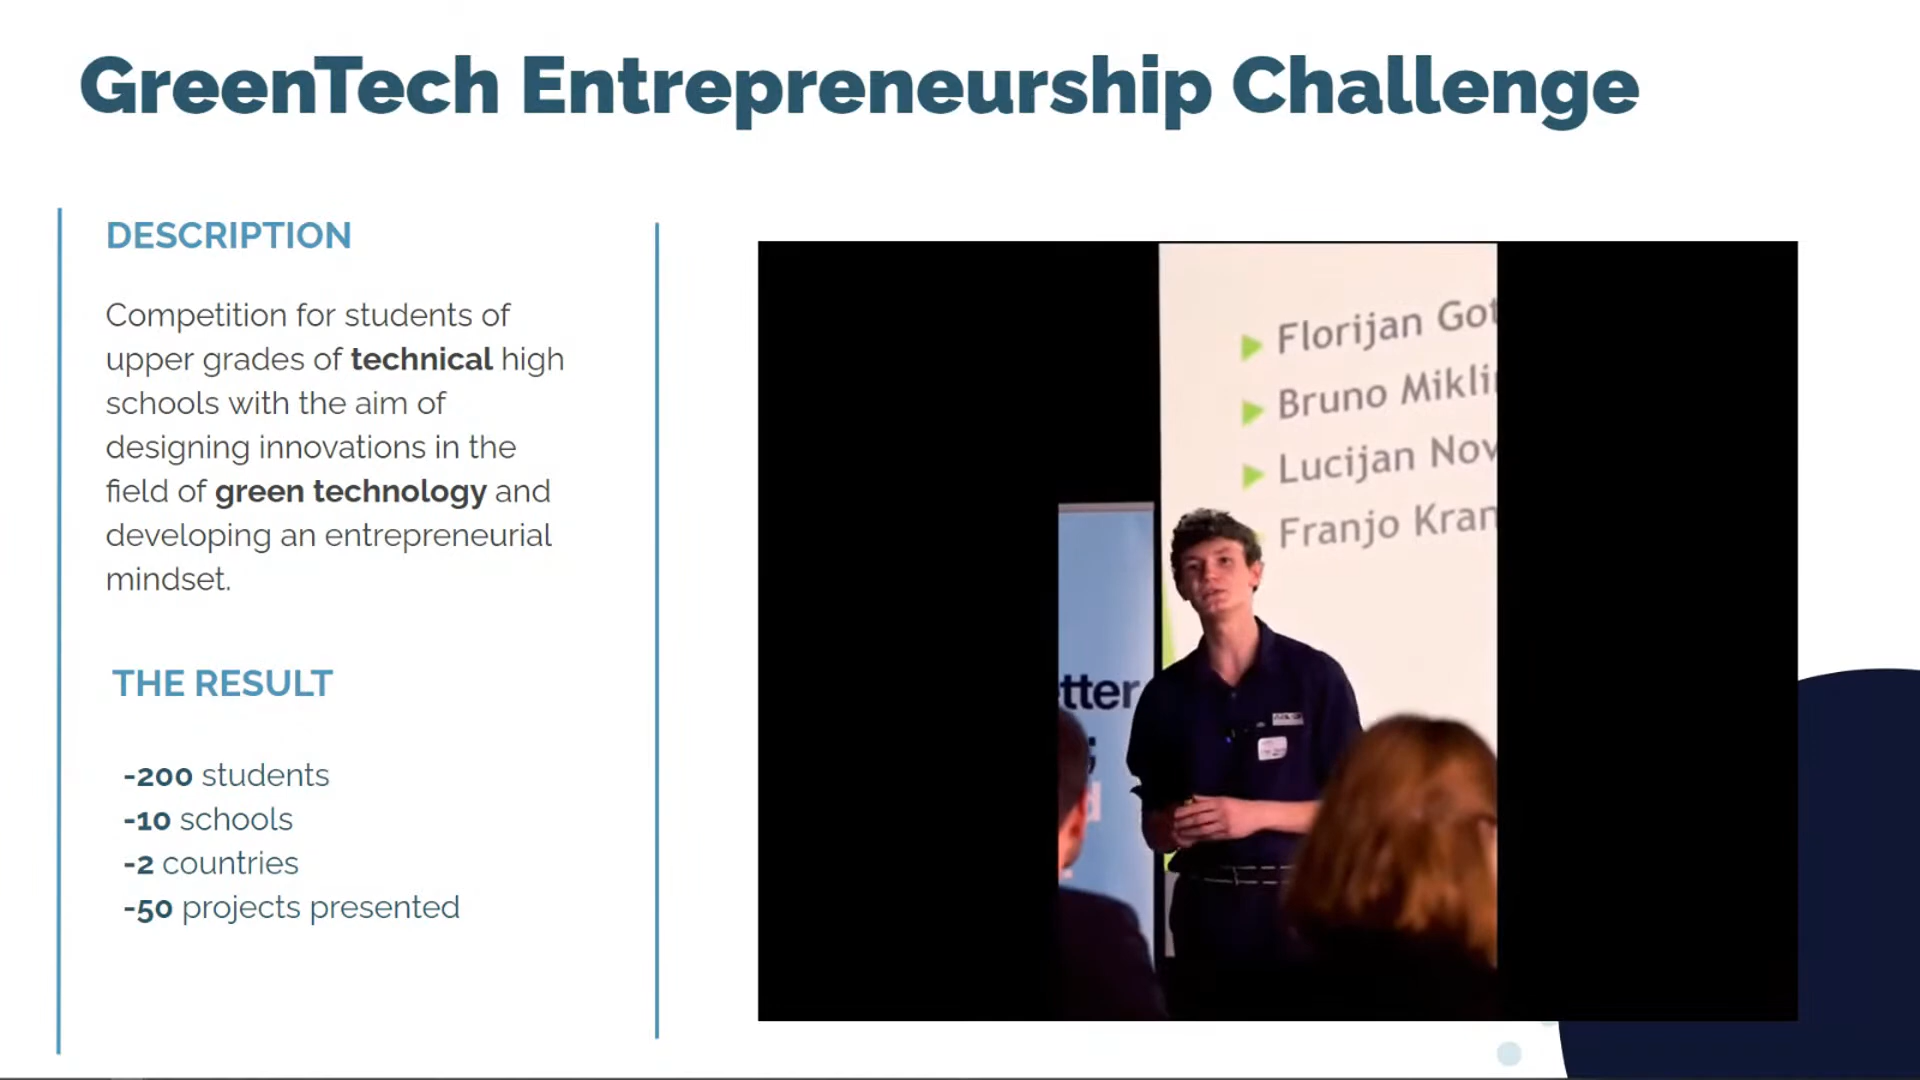 GreenTech Entrepreneurship Challenge
DESCRIPTION
Competition for students of
upper grades of technical high
schools with the aim of
designing innovations in the
field of green technology and
developing an entrepreneurial
mindset.
THE RESULT
-200 students
-10 schools
-2 countries
-50 projects presented
Florijan Got
Bruno Miklin
Lucijan Nov
Franjo Kran
tter